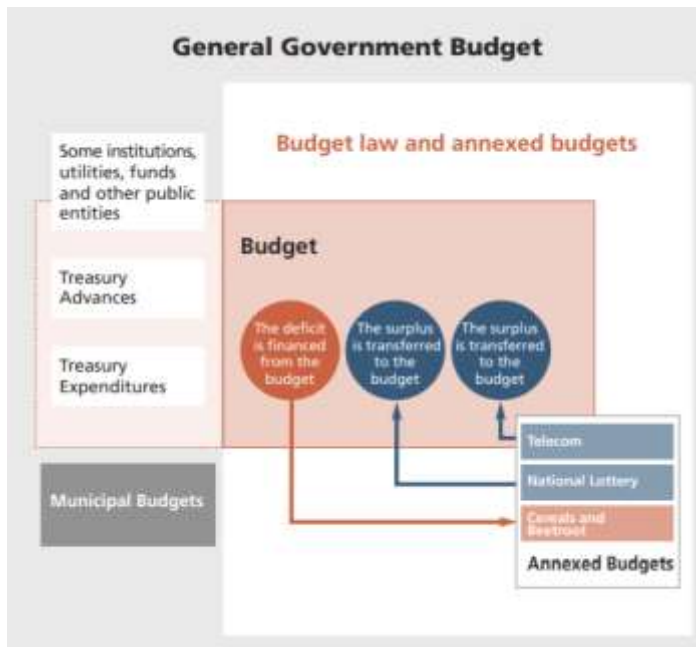 General Government Budget
Budget law and annexed budgets
Some institutions,
utilities, funds
and other public
entities
Treasury
Advances
Treasury
Expenditures
Municipal Budgets
Budget
The deficit
is financed
from the
budget
The surplus
is transferred
to the
budget
The surplus
is transferred
to the
budget
Telecom
National Lottery
Cereals and
Beetroot
Annexed Budgets